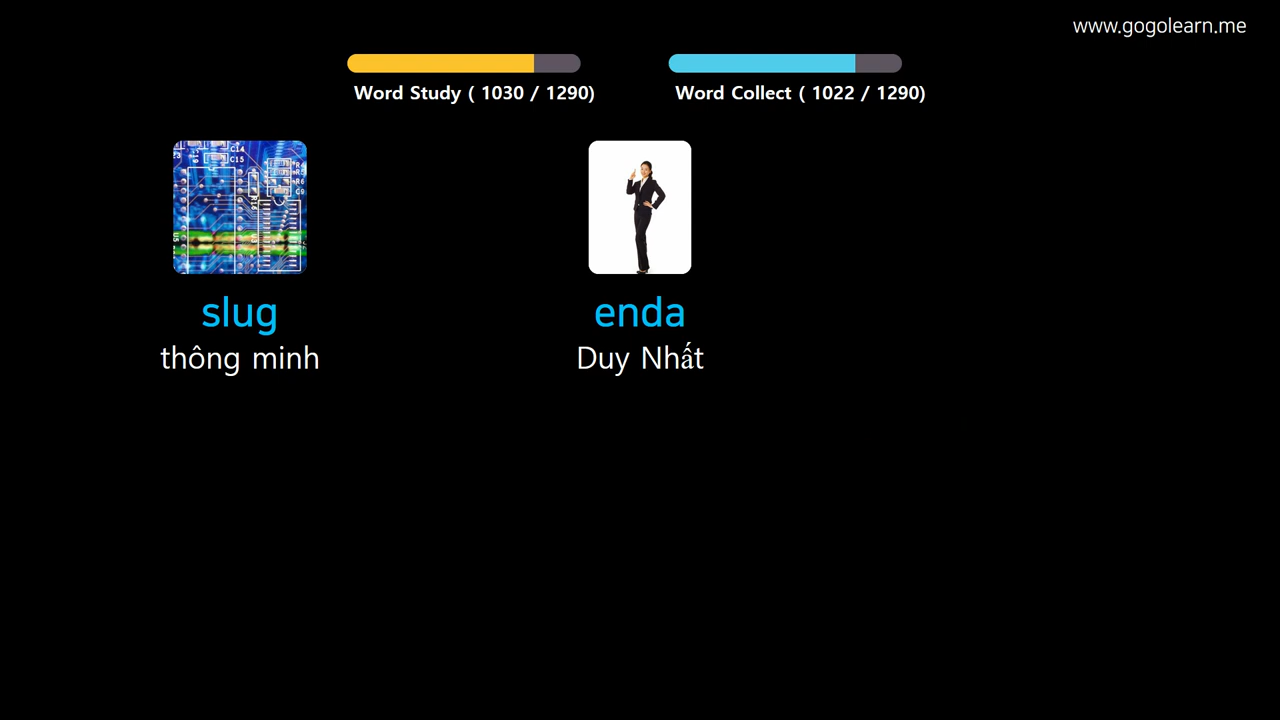 www.gogolearn.me
Word Study ( 1030 / 1290)
Word Collect ( 1022 / 1290)
slug
thông minh
enda
Duy Nhất